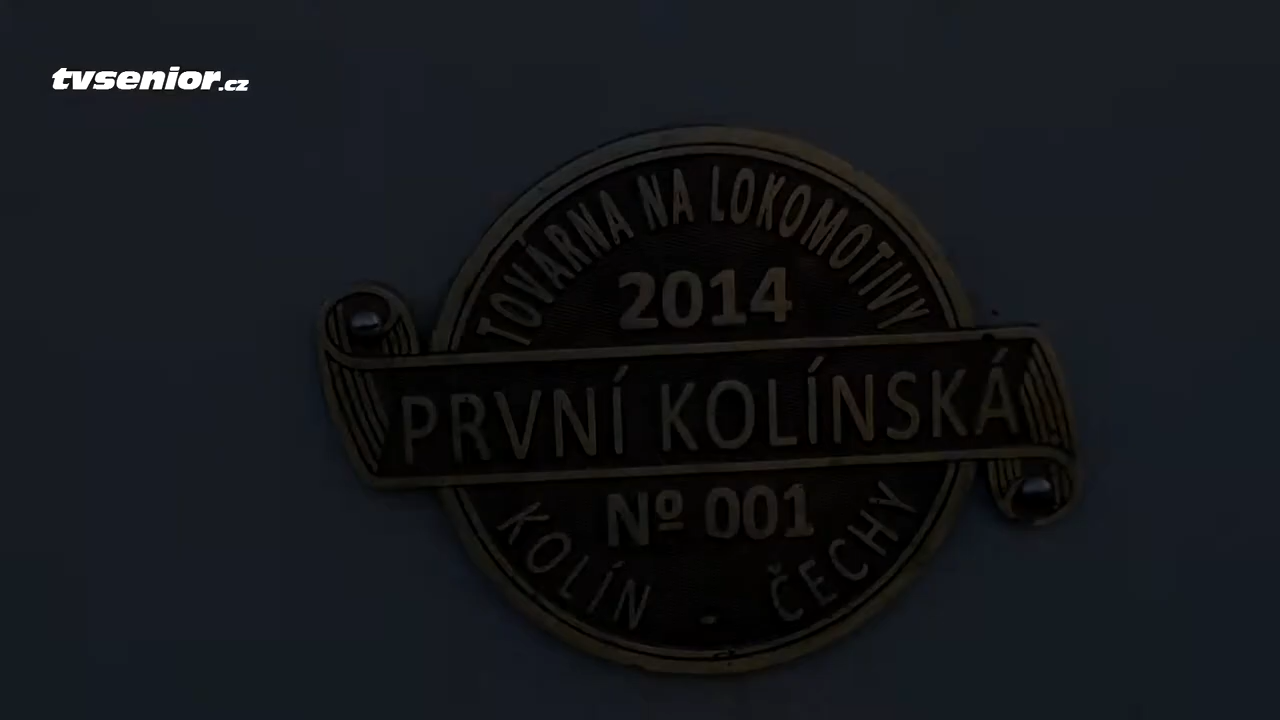 tvsenior.cz
TOVÁRNA NA LOKOMOTIVY
2014
PRVNÍ KOLÍNSKÁ
Nº 001
KOLÍN - ČECHY